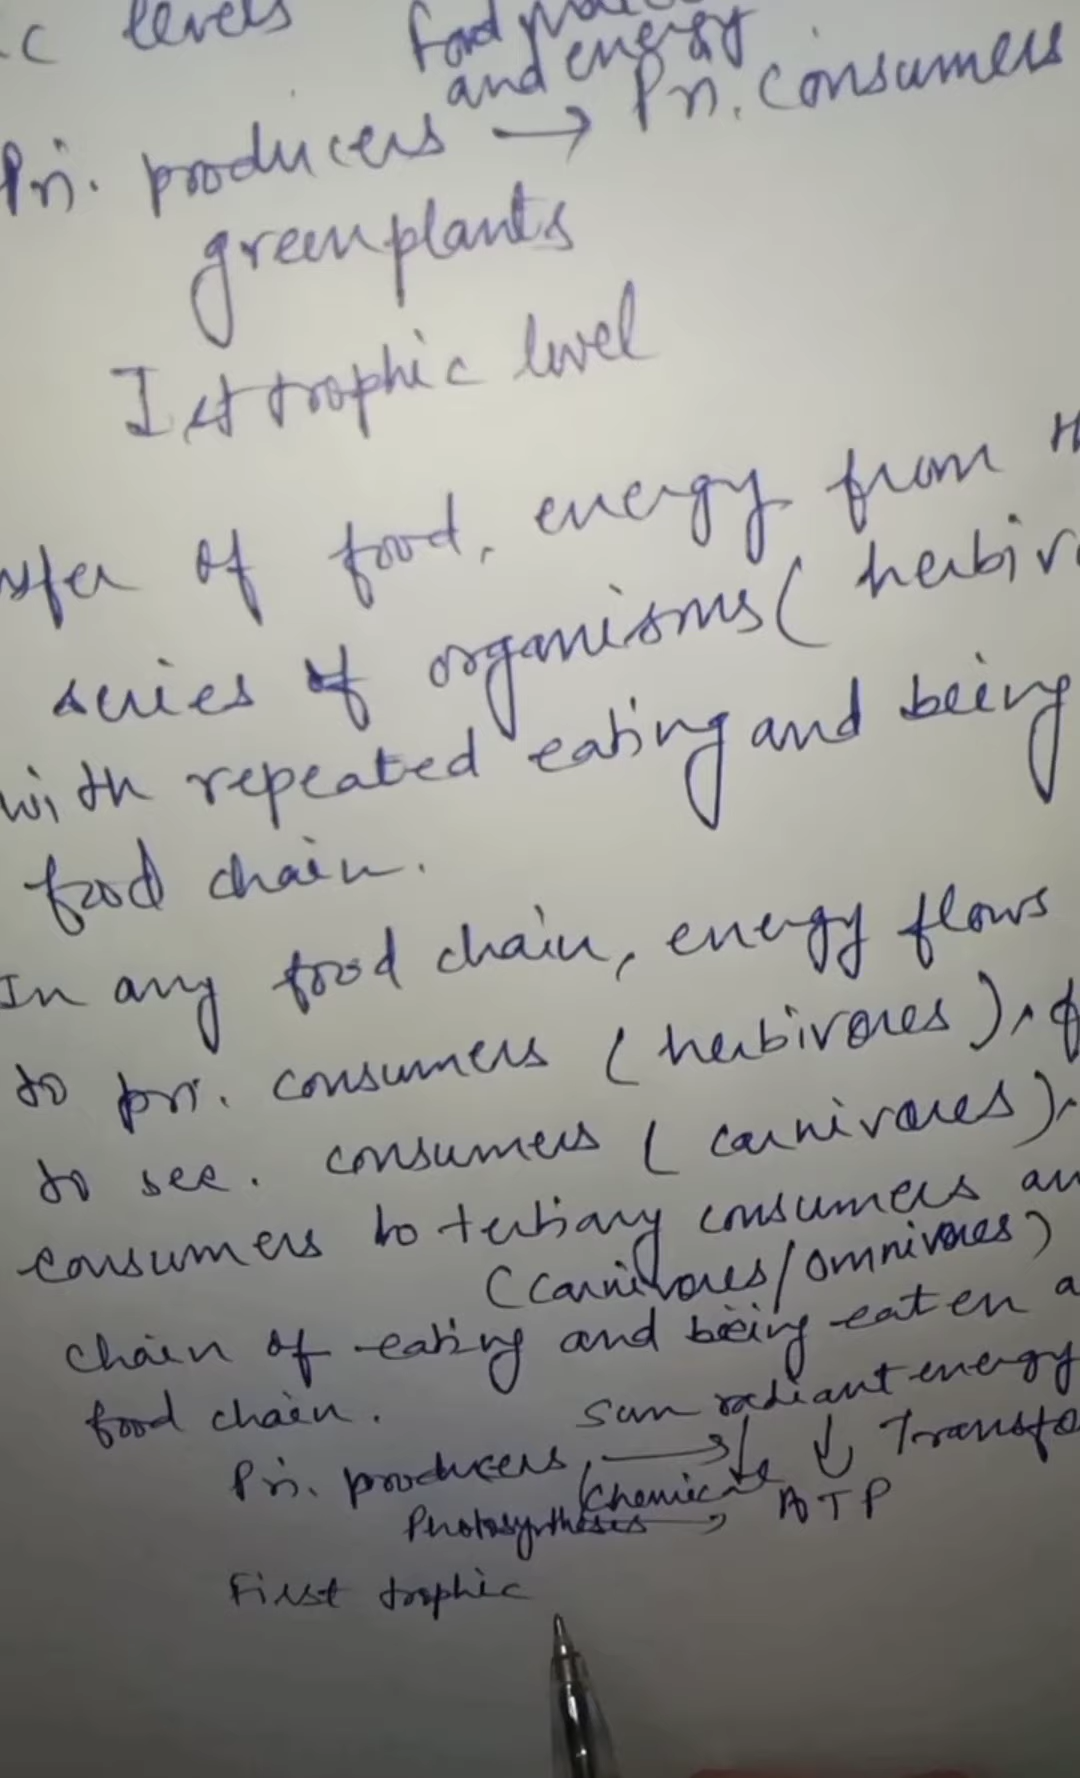 levels food
and energy
Pri. producers → Pri. consumers
green plants
Ist trophic level
of food, energy from
series of organisms (
with repeated eating and being
food chain.
In any food chain, energy flows
to pri. consumers (herbivores),
to sec. consumers (carnivores),
consumers to tertiary consumers
(carnivores/omnivores)
chain of eating and being eaten
food chain.
Sun radiant energy
Pri. producers → ↓
Chemical ATP
Photosynthesis →
First trophic